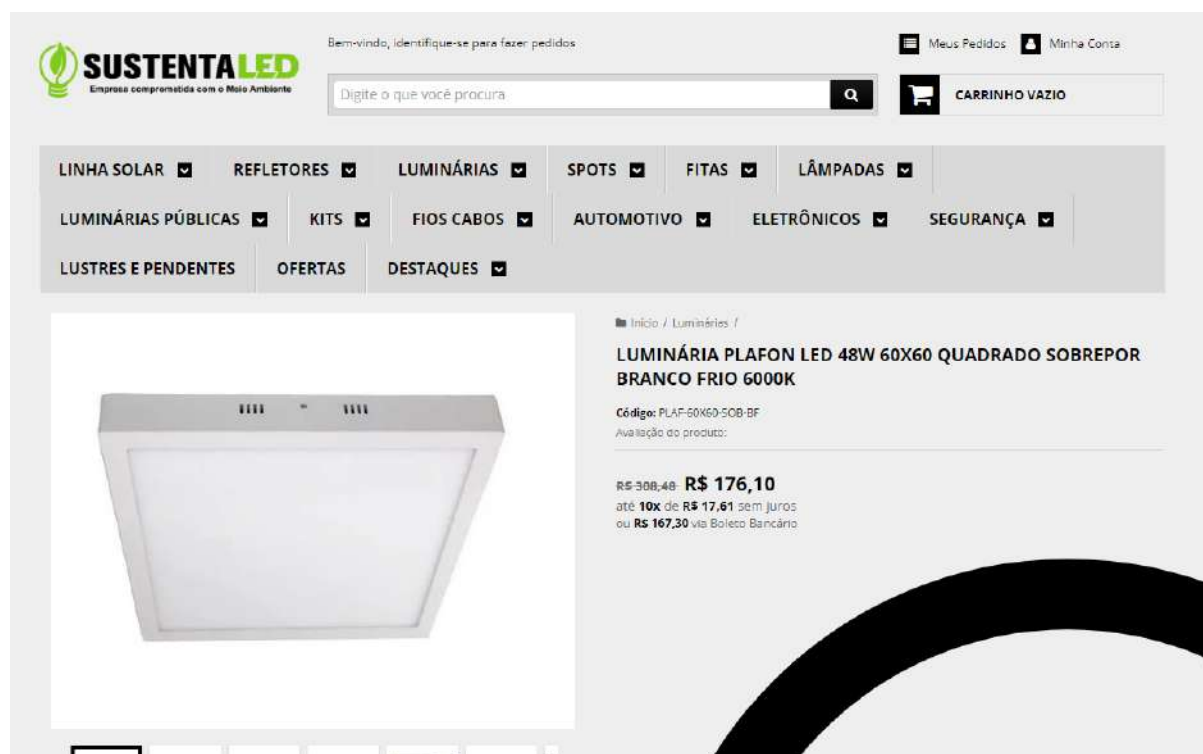 Bem-vindo, identifique-se para fazer pedidos
Meus Pedidos
Minha Conta
SUSTENTALED
Empresa comprometida com o Meio Ambiente
Digite o que você procura
CARRINHO VAZIO
LINHA SOLAR
REFLETORES
LUMINÁRIAS
SPOTS
FITAS
LÂMPADAS
LUMINÁRIAS PÚBLICAS
KITS
FIOS CABOS
AUTOMOTIVO
ELETRÔNICOS
SEGURANÇA
LUSTRES E PENDENTES
OFERTAS
DESTAQUES
Início / Luminárias /
LUMINÁRIA PLAFON LED 48W 60X60 QUADRADO SOBREPOR
BRANCO FRIO 6000K
Código: PLAF-60X60-SOB-BF
Avaliação do produto:
R$ 308,48 R$ 176,10
até 10x de R$ 17,61 sem juros
ou R$ 167,30 via Boleto Bancário